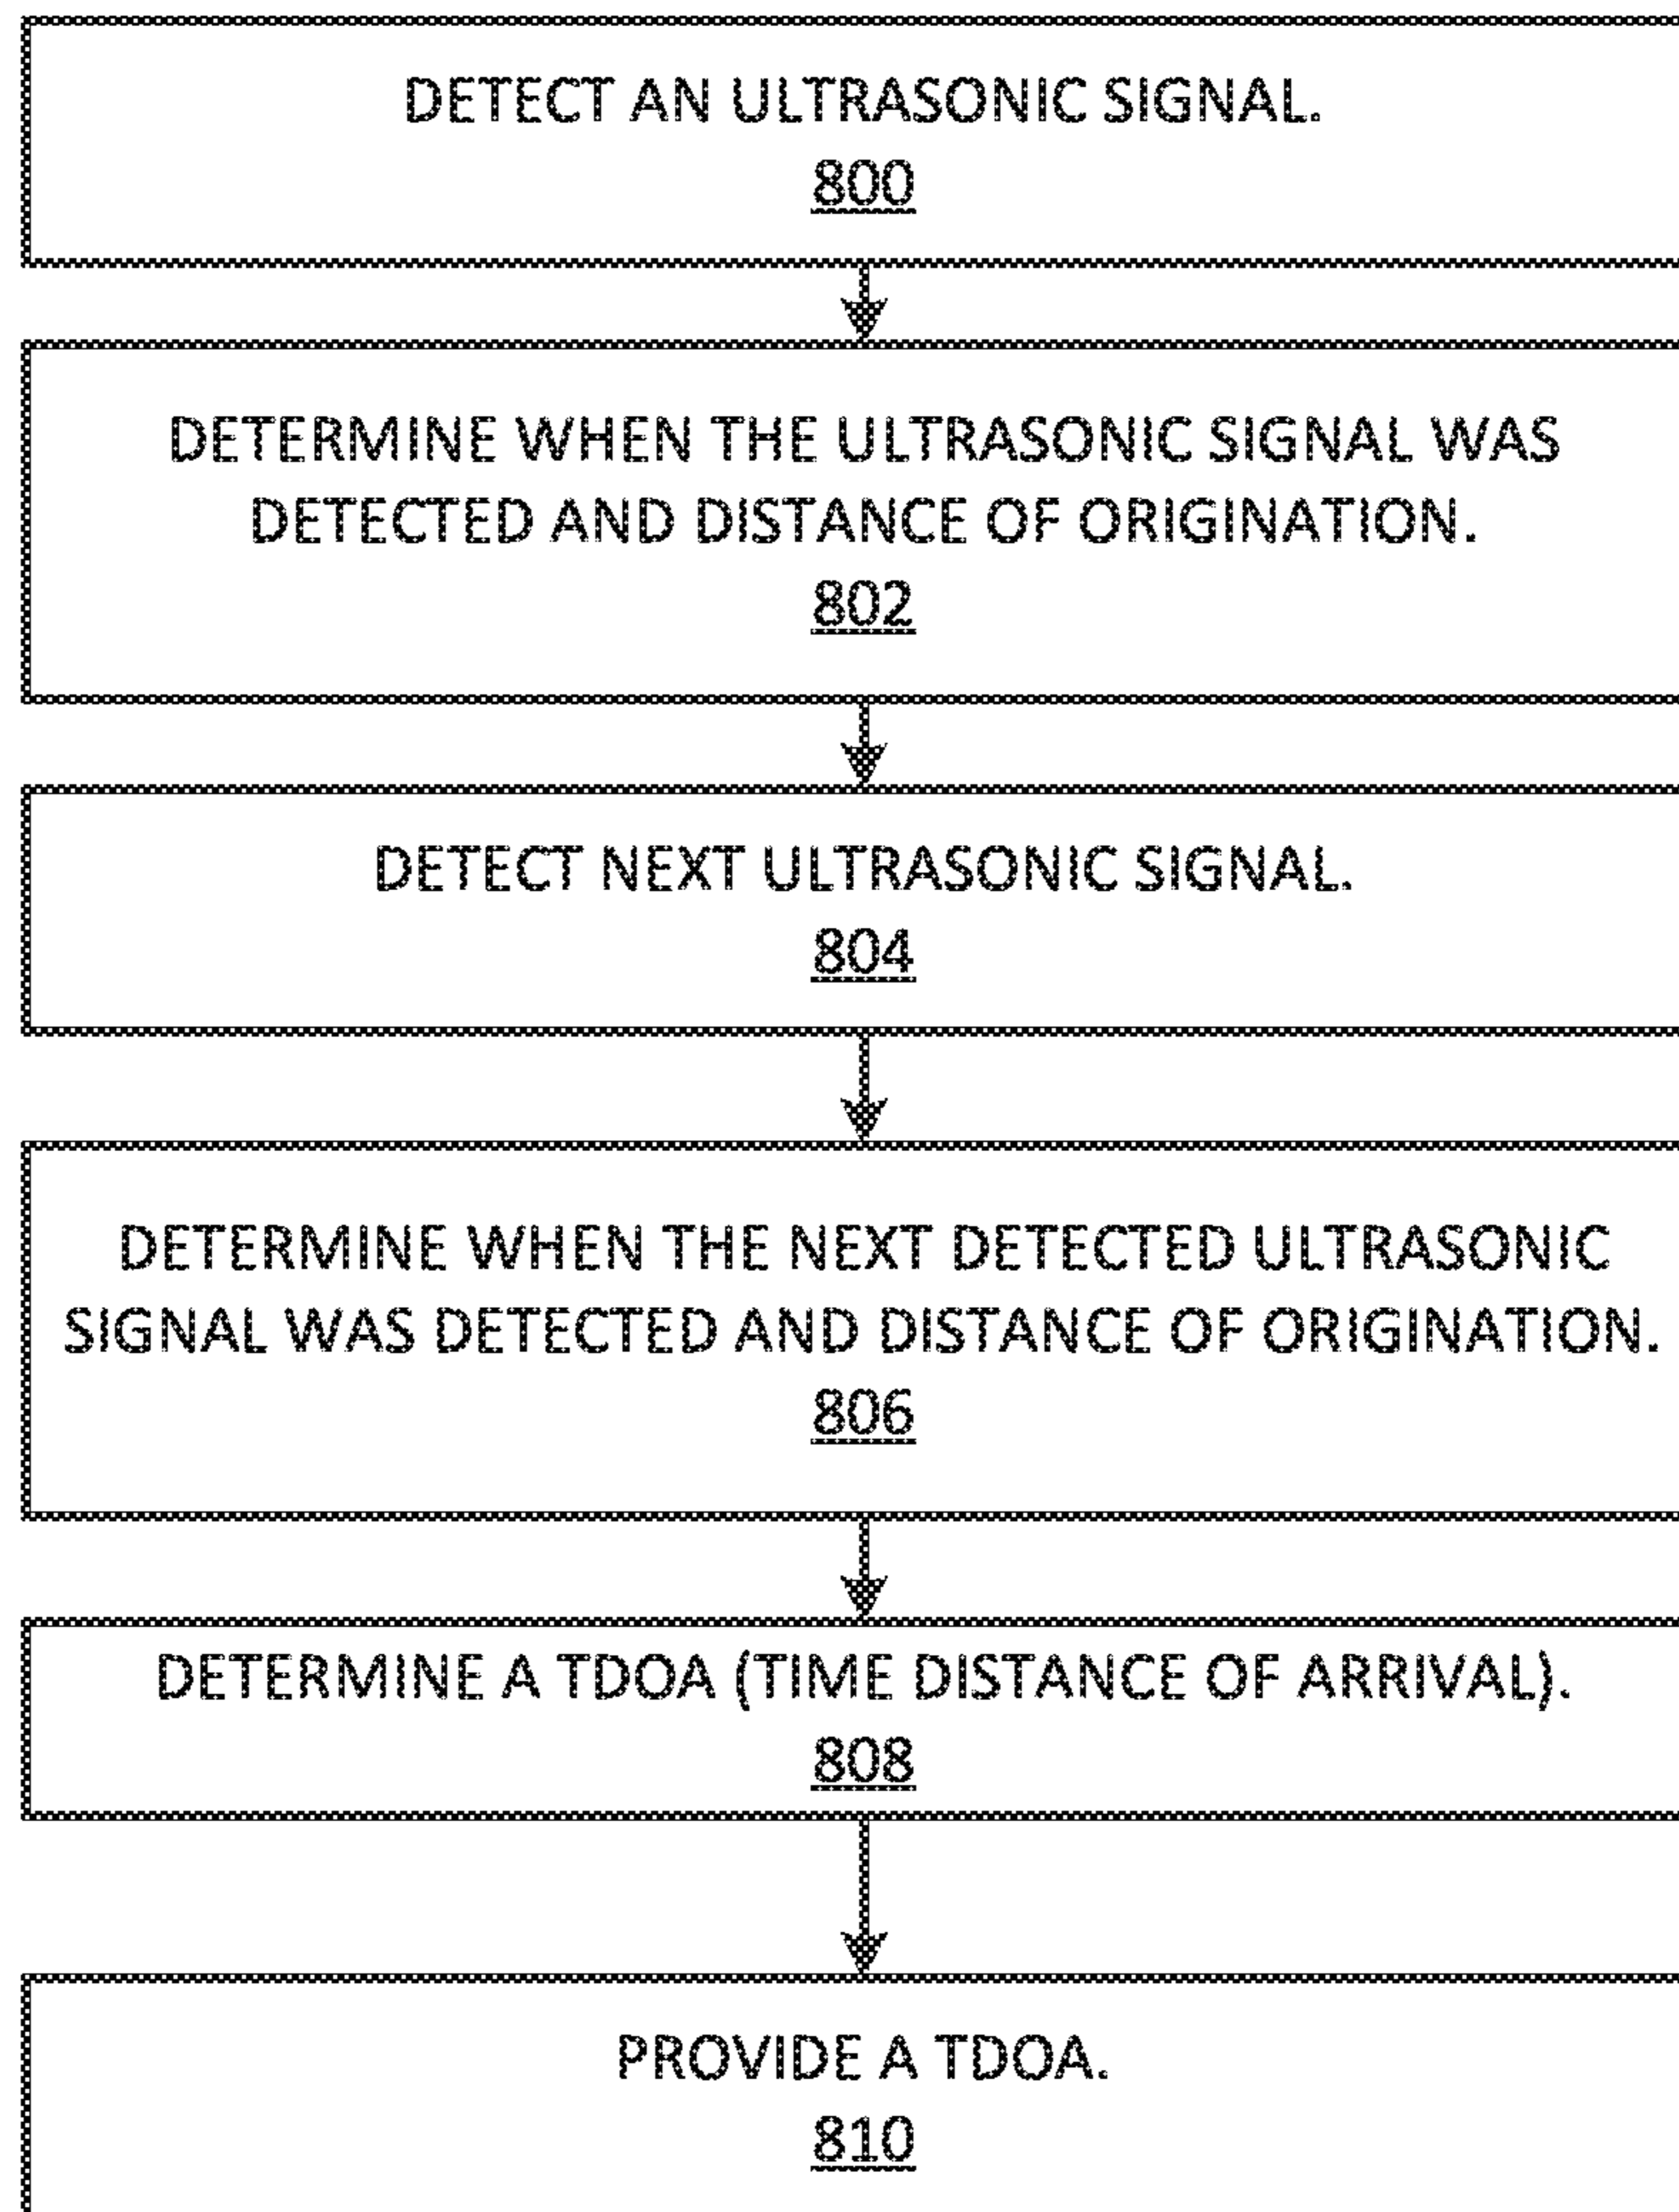 DETECT AN ULTRASONIC SIGNAL.
800
DETERMINE WHEN THE ULTRASONIC SIGNAL WAS
DETECTED AND DISTANCE OF ORIGINATION.
802
DETECT NEXT ULTRASONIC SIGNAL.
804
DETERMINE WHEN THE NEXT DETECTED ULTRASONIC
SIGNAL WAS DETECTED AND DISTANCE OF ORIGINATION.
806
DETERMINE A TDOA (TIME DISTANCE OF ARRIVAL).
808
PROVIDE A TDOA.
810